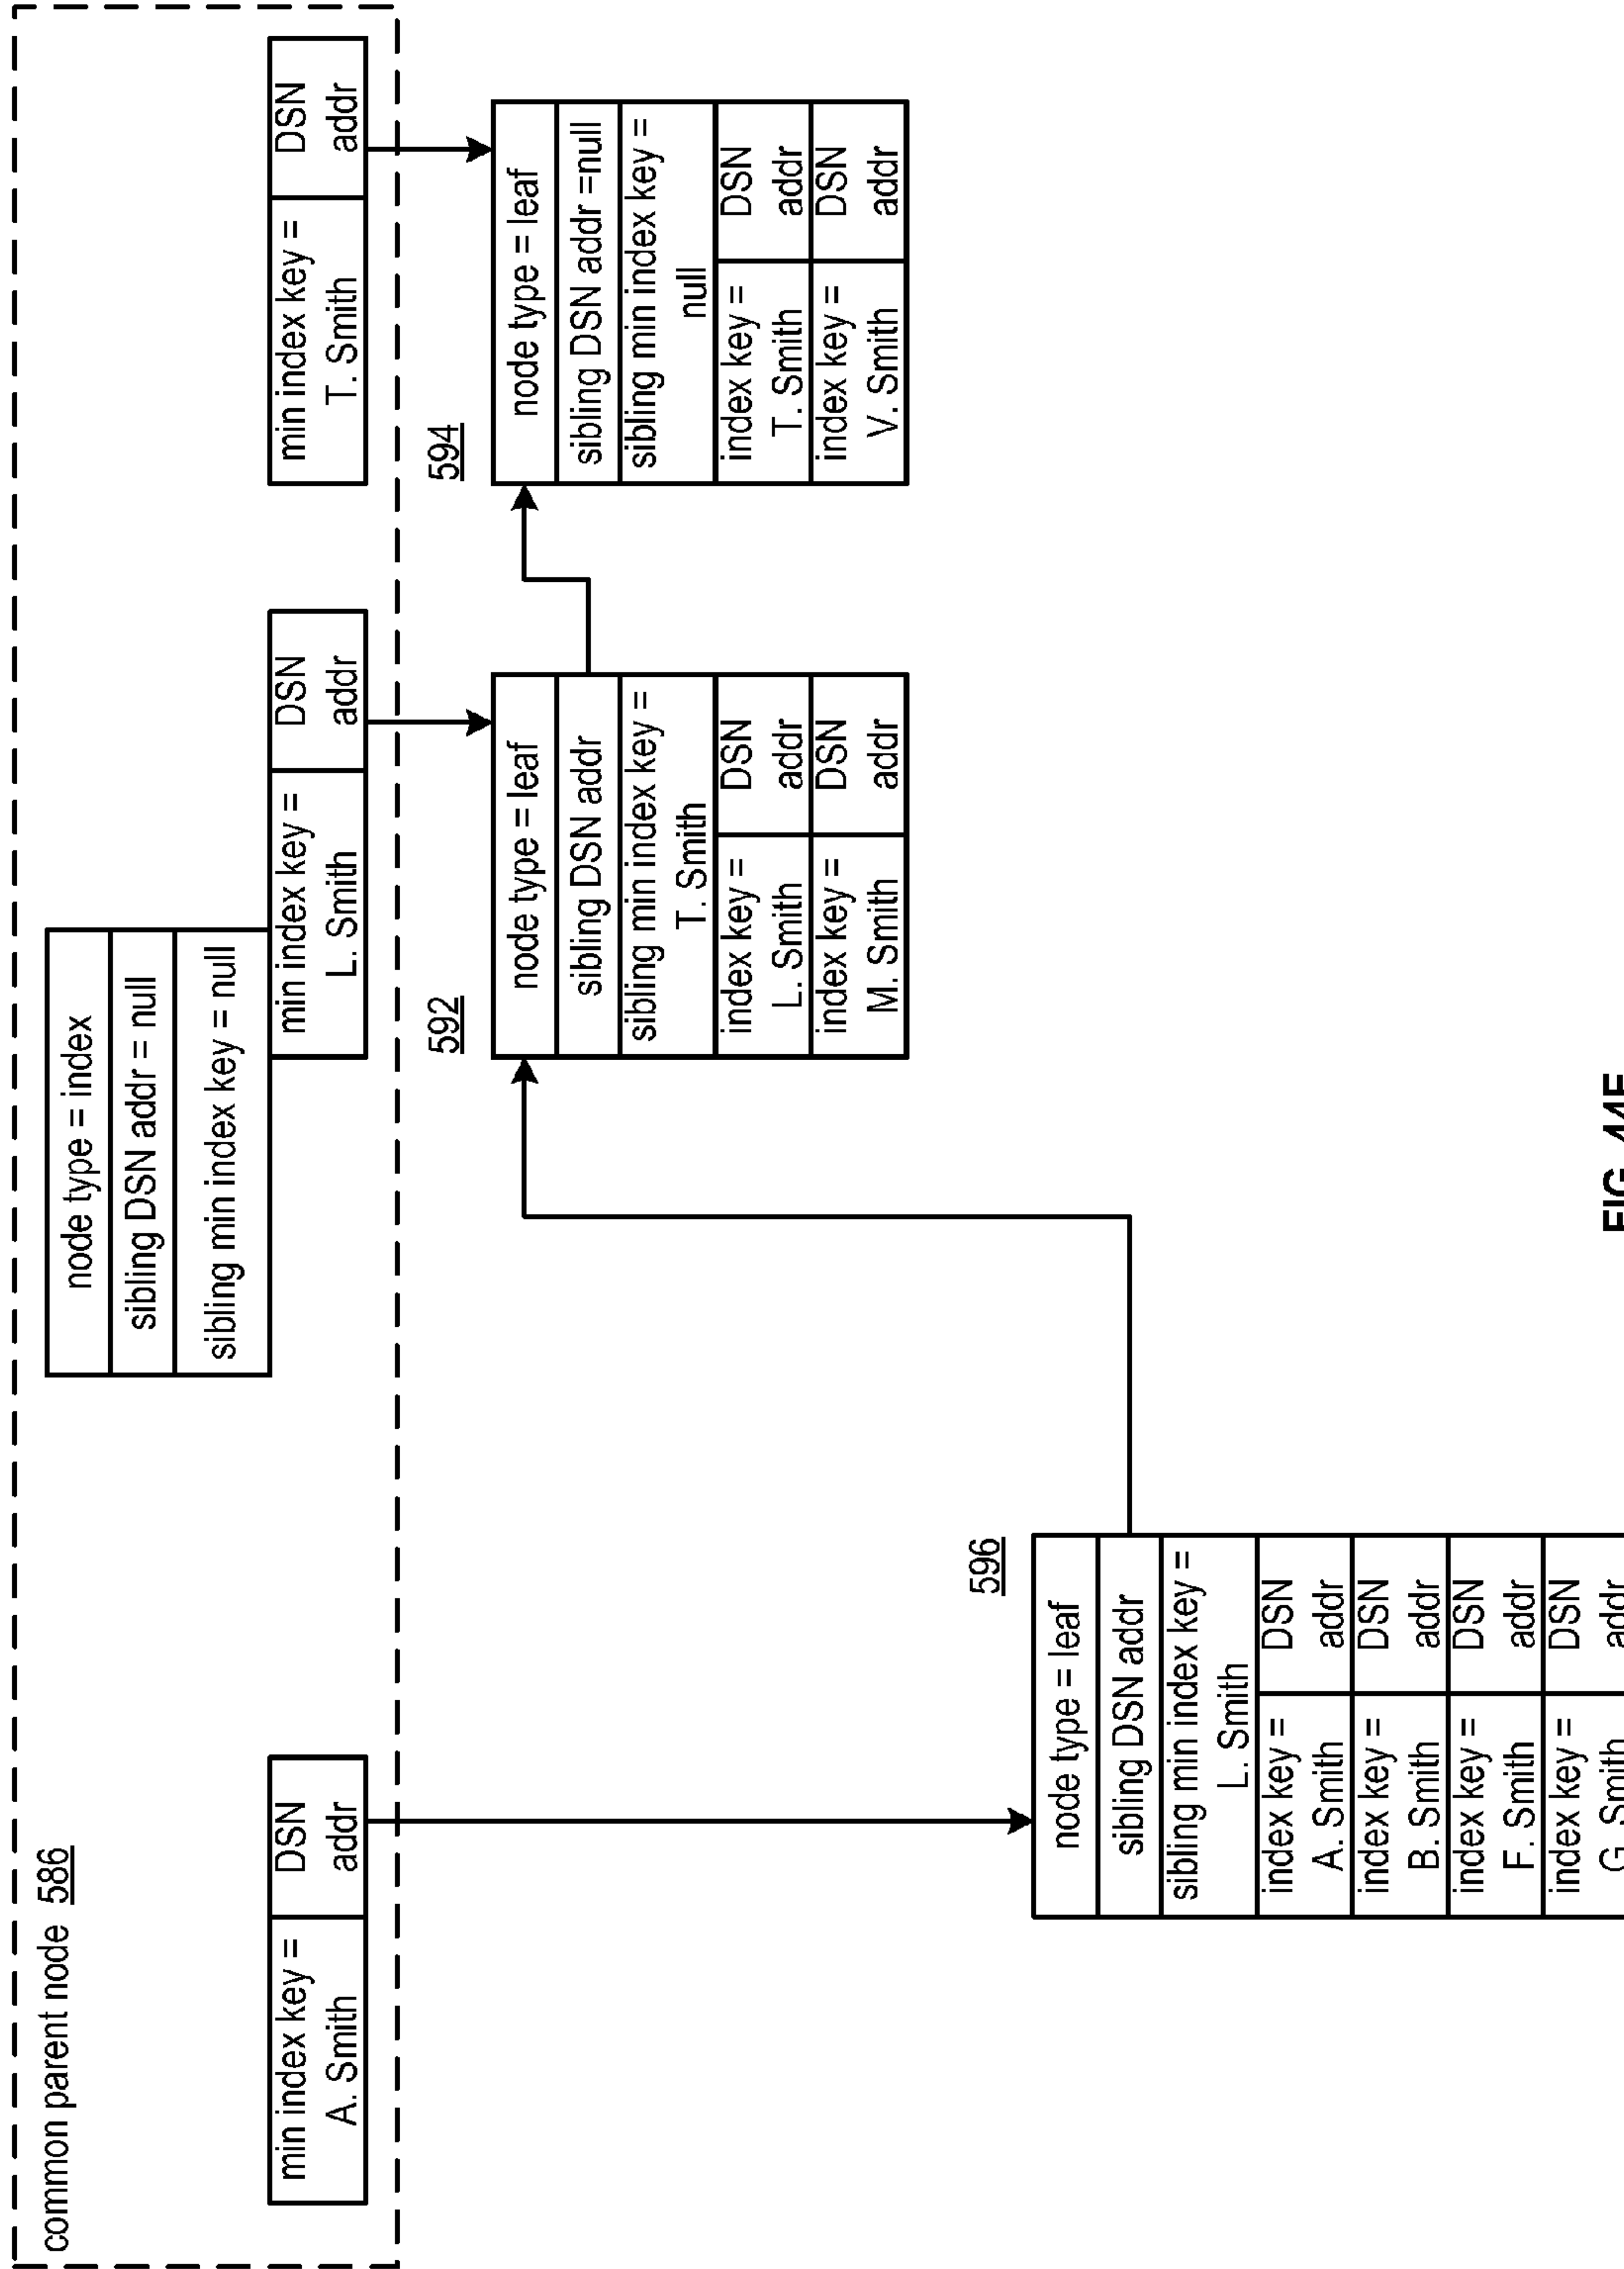 common parent node 586
node type = index
sibling DSN addr = null
sibling min index key = null
min index key =
A. Smith
DSN
addr
min index key =
L. Smith
DSN
addr
min index key =
T. Smith
DSN
addr
592
node type = leaf
sibling DSN addr
sibling min index key =
T. Smith
index key =
L. Smith
DSN
addr
index key =
M. Smith
DSN
addr
594
node type = leaf
sibling DSN addr =null
sibling min index key =
null
index key =
T. Smith
DSN
addr
index key =
V. Smith
DSN
addr
596
node type = leaf
sibling DSN addr
sibling min index key =
L. Smith
index key =
A. Smith
DSN
addr
index key =
B. Smith
DSN
addr
index key =
F. Smith
DSN
addr
index key =
G. Smith
DSN
addr
FIG.